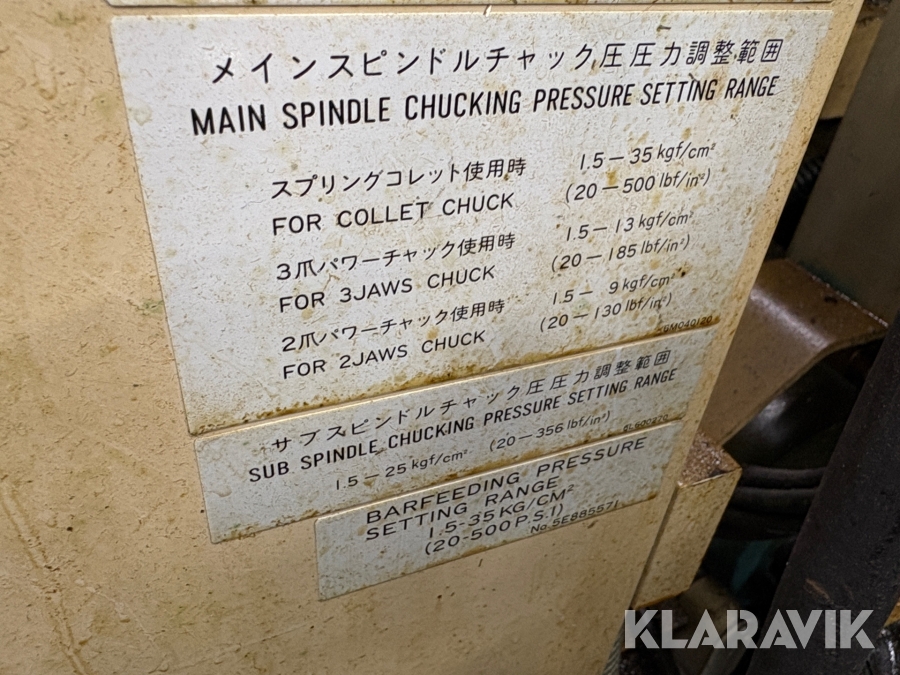 メインスピンドルチャック圧圧力調整範囲
MAIN SPINDLE CHUCKING PRESSURE SETTING RANGE
スプリングコレット使用時 1.5－35 kgf/cm²
FOR COLLET CHUCK (20－500 lbf/in²)
3爪パワーチャック使用時 1.5－13 kgf/cm²
FOR 3JAWS CHUCK (20－185 lbf/in²)
2爪パワーチャック使用時 1.5－ 9 kgf/cm²
FOR 2JAWS CHUCK (20－130 lbf/in²)
サブスピンドルチャック圧圧力調整範囲
SUB SPINDLE CHUCKING PRESSURE SETTING RANGE
1.5－25 kgf/cm² (20－356 lbf/in²)
BARFEEDING PRESSURE
SETTING RANGE
1.5-35 KG/CM²
(20-500 P.S.I)
No.5E88557I
KLARAVIK